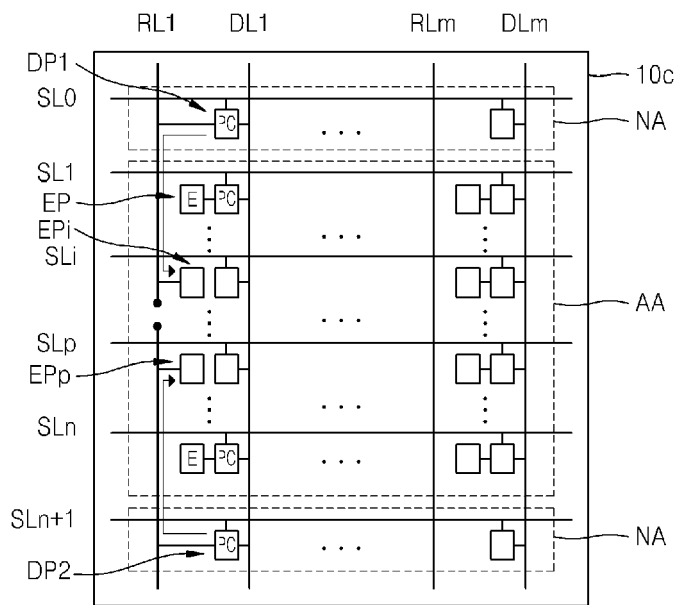 RL1 DL1 RLm DLm
DP1
10c
SL0
PC
...
NA
SL1
EP
E PC
...
EPi
SLi
...
AA
SLp
EPp
...
SLn
E PC
...
SLn+1
PC
...
NA
DP2